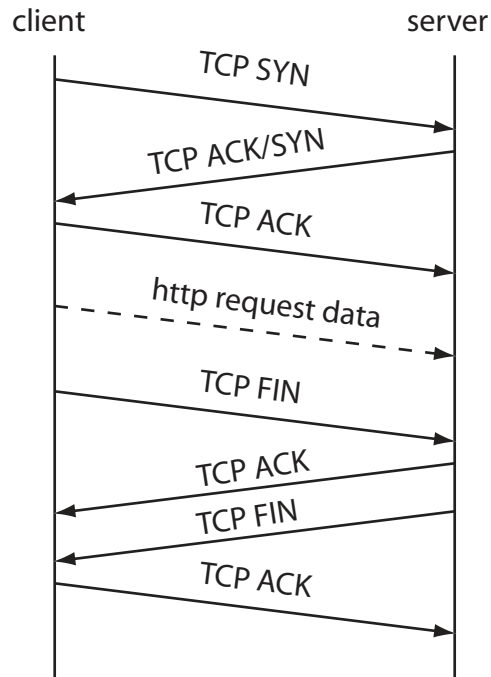 client
server
TCP SYN
TCP ACK/SYN
TCP ACK
http request data
TCP FIN
TCP ACK
TCP FIN
TCP ACK